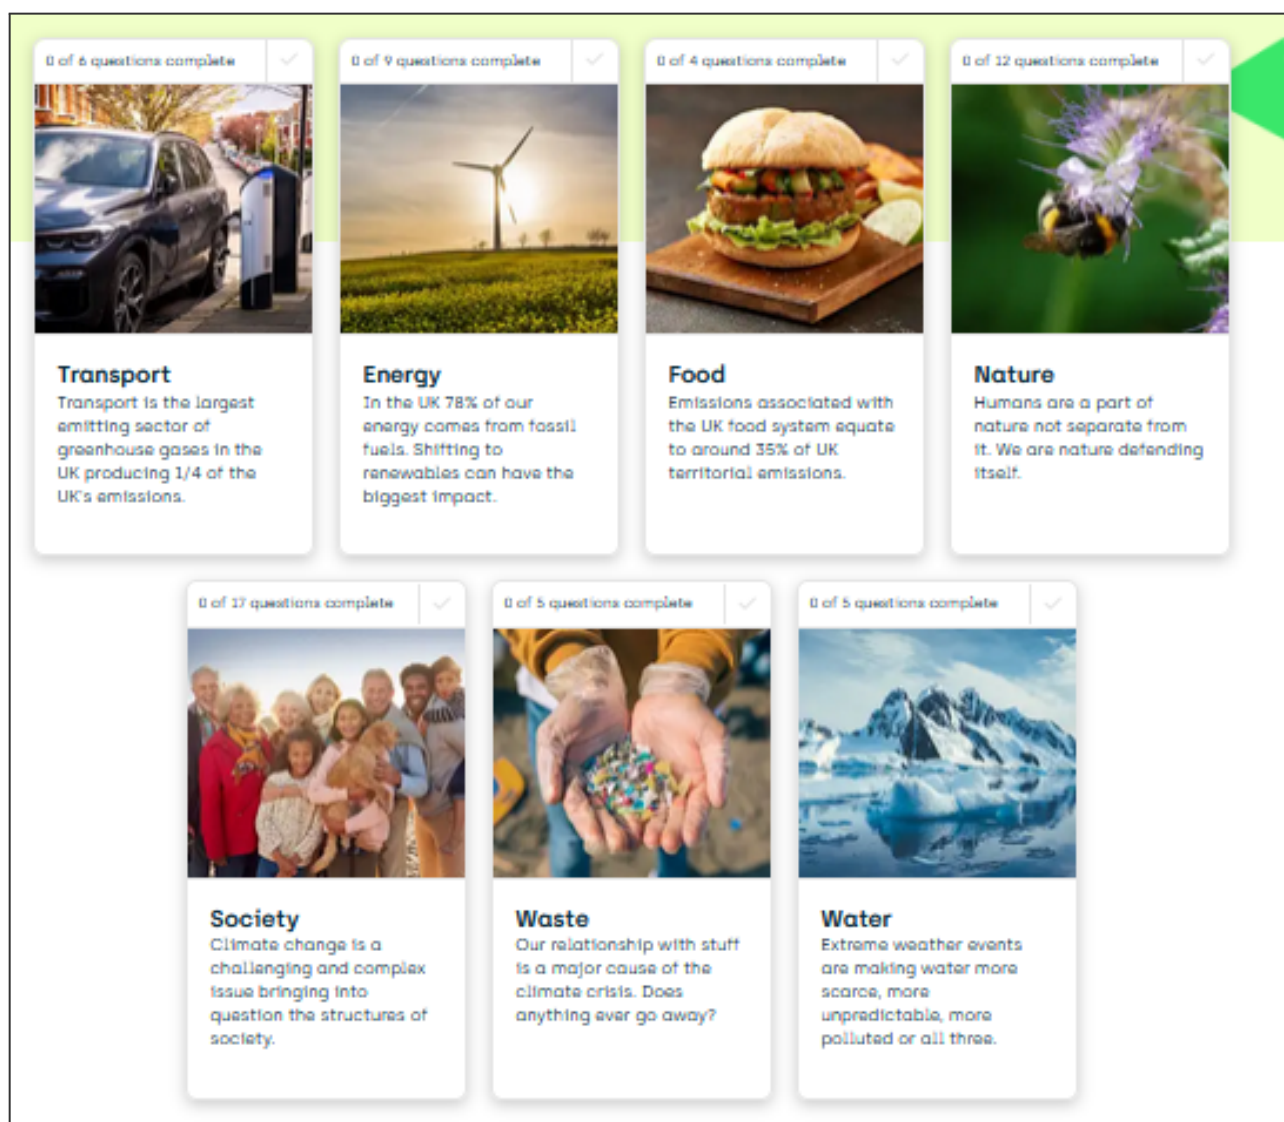 0 of 6 questions complete
0 of 9 questions complete
0 of 4 questions complete
0 of 12 questions complete
Transport
Transport is the largest
emitting sector of
greenhouse gases in the
UK producing 1/4 of the
UK's emissions.
Energy
In the UK 78% of our
energy comes from fossil
fuels. Shifting to
renewables can have the
biggest impact.
Food
Emissions associated with
the UK food system equate
to around 35% of UK
territorial emissions.
Nature
Humans are a part of
nature not separate from
it. We are nature defending
itself.
0 of 17 questions complete
0 of 5 questions complete
0 of 5 questions complete
Society
Climate change is a
challenging and complex
issue bringing into
question the structures of
society.
Waste
Our relationship with stuff
is a major cause of the
climate crisis. Does
anything ever go away?
Water
Extreme weather events
are making water more
scarce, more
unpredictable, more
polluted or all three.